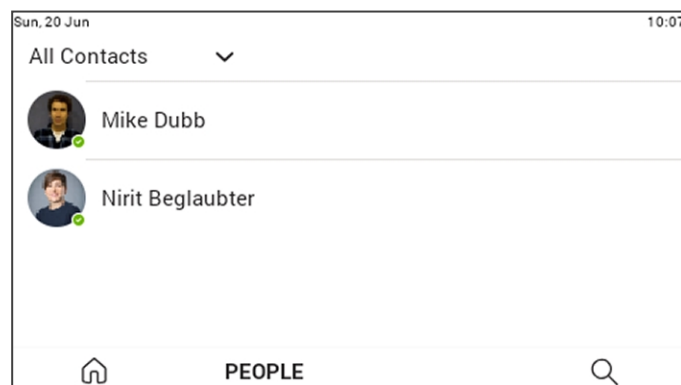 Sun, 20 Jun 10:07
All Contacts
Mike Dubb
Nirit Beglaubter
PEOPLE